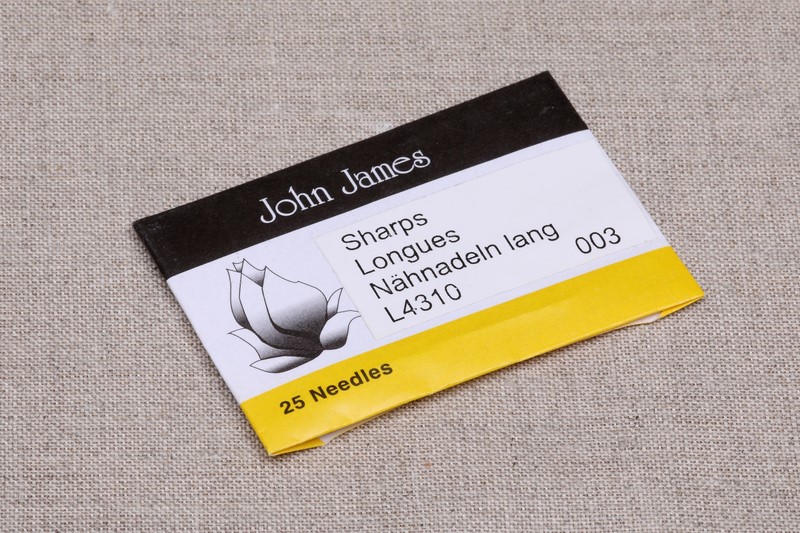 John James
Sharps
Longues
Nähnadeln lang
L4310
003
25 Needles